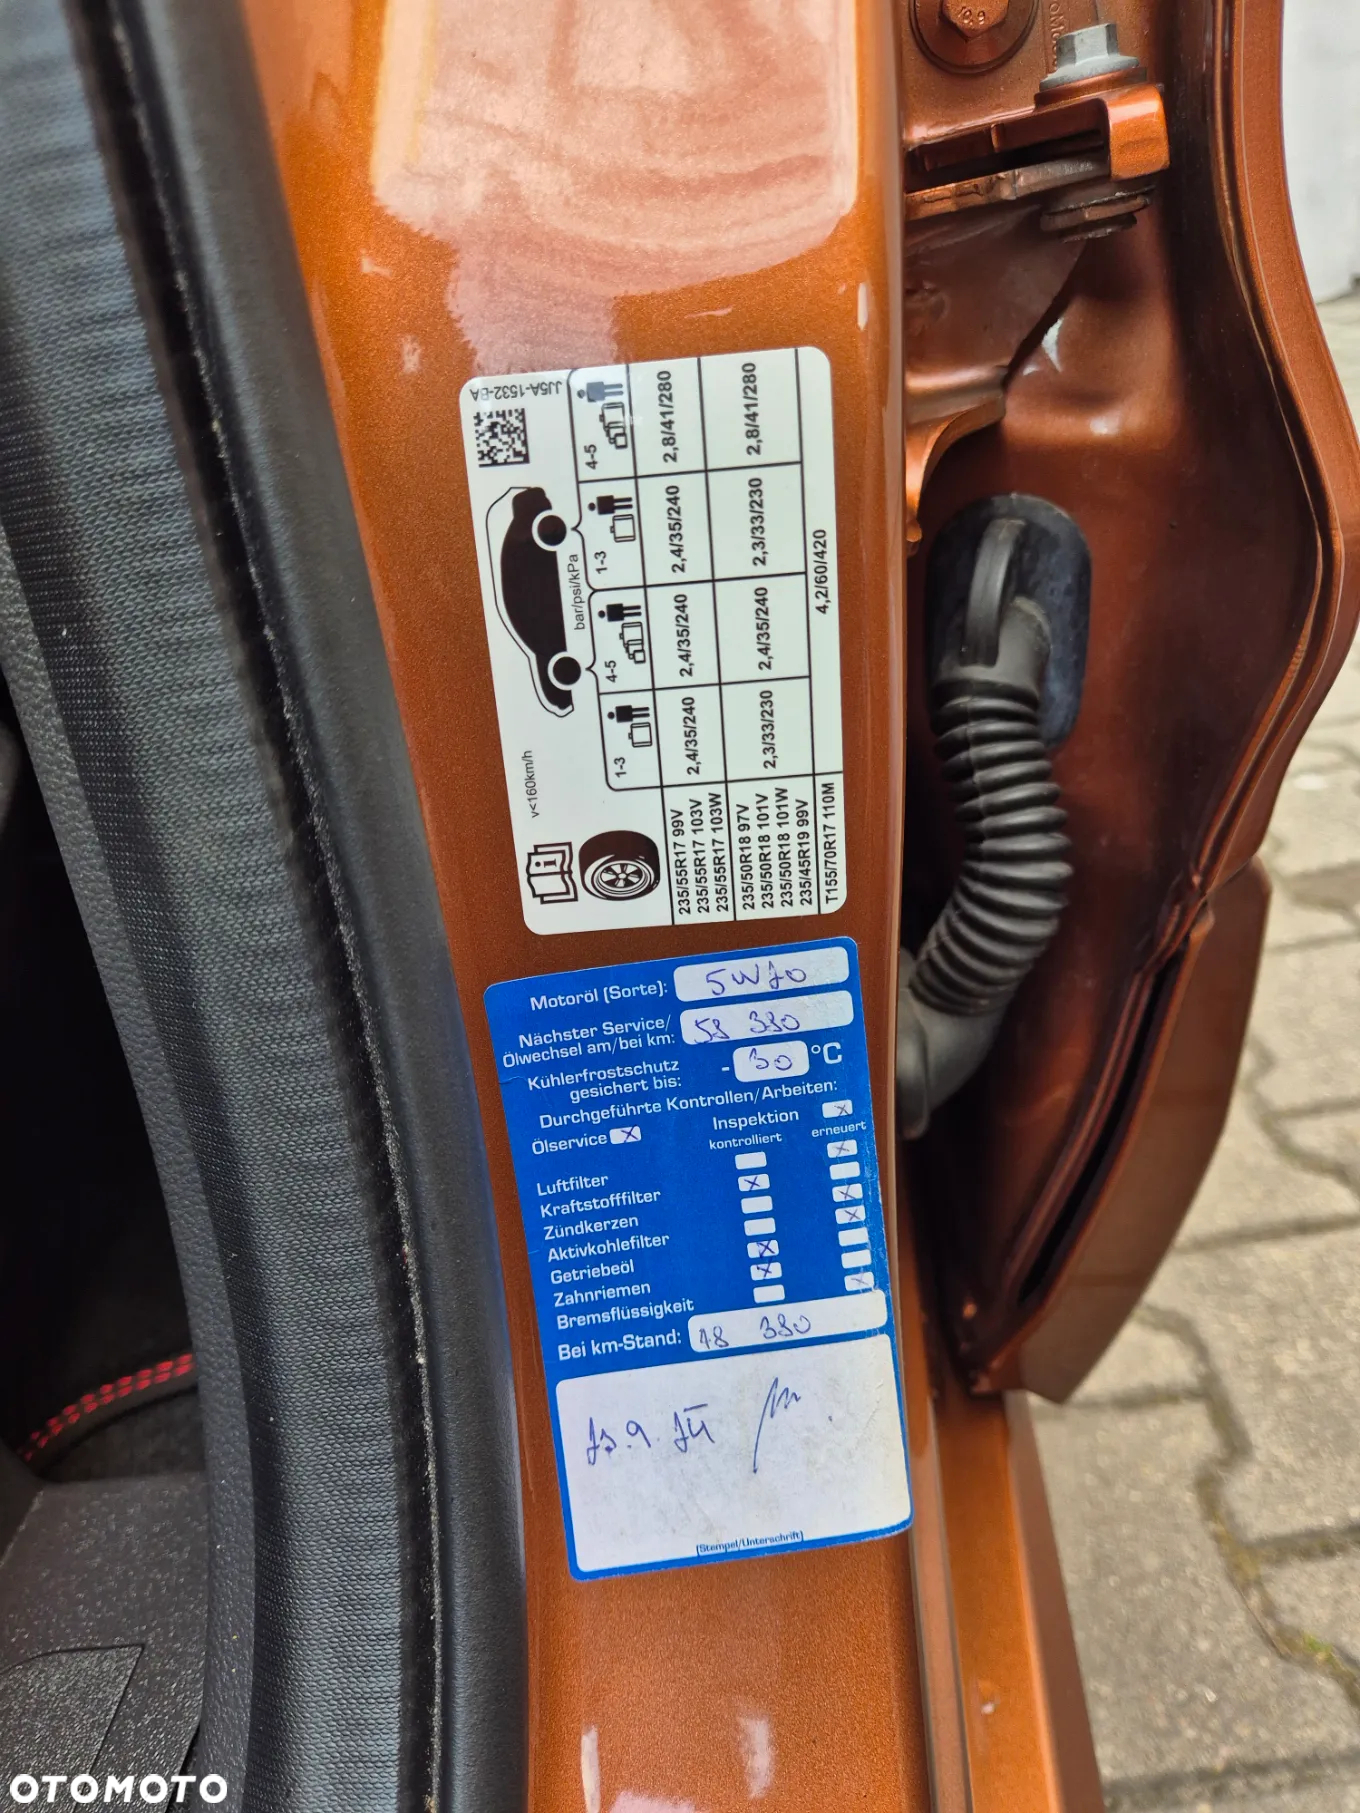 JJ5A-1532-BA
4-5
1-3
4-5
1-3
bar/psi/kPa
v<160km/h
2,8/41/280
2,4/35/240
2,4/35/240
2,4/35/240
2,8/41/280
2,3/33/230
2,4/35/240
2,3/33/230
4,2/60/420
235/55R17 99V
235/55R17 103V
235/55R17 103W
235/50R18 97V
235/50R18 101V
235/50R18 101W
235/45R19 99V
T155/70R17 110M
Motoröl (Sorte): 5W20
Nächster Service/
Ölwechsel am/bei km: 58 380
Kühlerfrostschutz
gesichert bis: - 30 °C
Durchgeführte Kontrollen/Arbeiten:
Ölservice x Inspektion x
kontrolliert erneuert
Luftfilter
Kraftstofffilter
Zündkerzen
Aktivkohlefilter
Getriebeöl
Zahnriemen
Bremsflüssigkeit
Bei km-Stand: 380
(Stempel/Unterschrift)
OTOMOTO